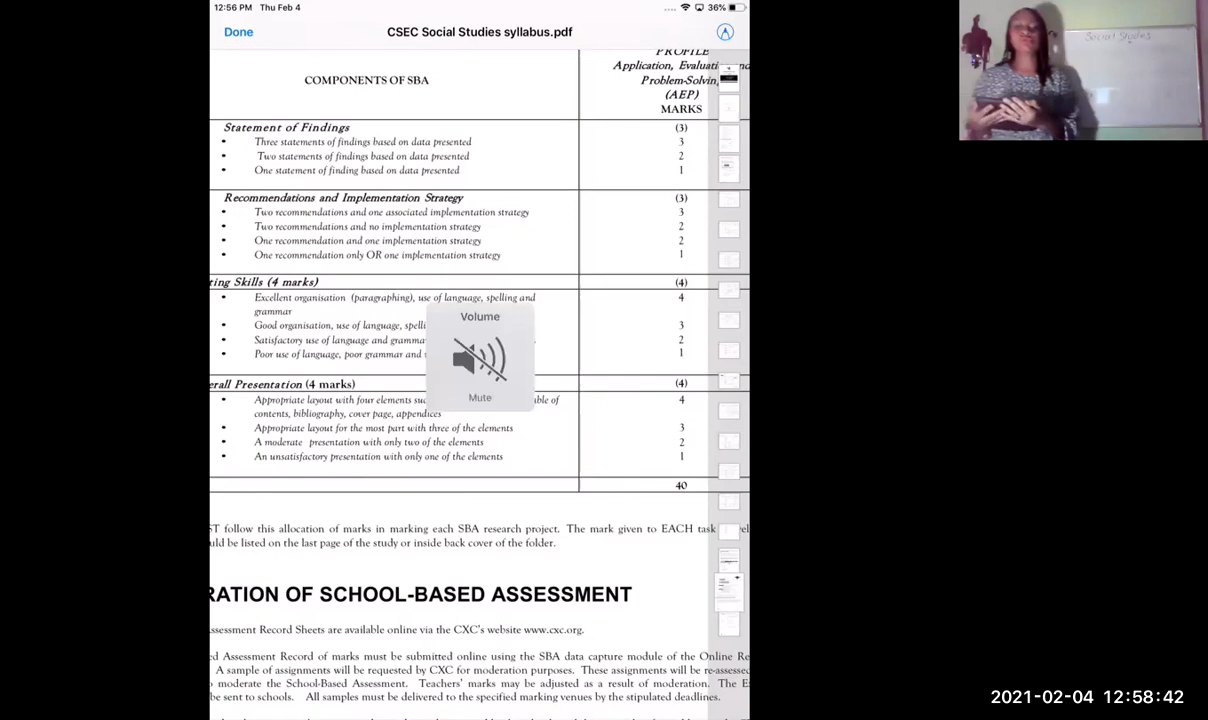 12:56 PM Thu Feb 4
36%
Done
CSEC Social Studies syllabus.pdf
PROFILE
Application, Evaluation
Problem-Solving
(AEP)
COMPONENTS OF SBA
MARKS
Statement of Findings (3)
• Three statements of findings based on data presented 3
• Two statements of findings based on data presented 2
• One statement of finding based on data presented 1
Recommendations and Implementation Strategy (3)
• Two recommendations and one associated implementation strategy 3
• Two recommendations and no implementation strategy 2
• One recommendation and one implementation strategy 2
• One recommendation only OR one implementation strategy 1
ting Skills (4 marks) (4)
• Excellent organisation (paragraphing), use of language, spelling and 4
grammar
• Good organisation, use of language, spelli 3
• Satisfactory use of language and gramma 2
• Poor use of language, poor grammar and 1
Volume
Mute
erall Presentation (4 marks) (4)
• Appropriate layout with four elements suc ble of 4
contents, bibliography, cover page, appendices
• Appropriate layout for the most part with three of the elements 3
• A moderate presentation with only two of the elements 2
• An unsatisfactory presentation with only one of the elements 1
40
ST follow this allocation of marks in marking each SBA research project. The mark given to EACH task
uld be listed on the last page of the study or inside back cover of the folder.
RATION OF SCHOOL-BASED ASSESSMENT
ssessment Record Sheets are available online via the CXC's website www.cxc.org.
ed Assessment Record of marks must be submitted online using the SBA data capture module of the Online Re
A sample of assignments will be requested by CXC for moderation purposes. These assignments will be re-assessed
o moderate the School-Based Assessment. Teachers' marks may be adjusted as a result of moderation. The E
be sent to schools. All samples must be delivered to the specified marking venues by the stipulated deadlines.
Social Studies
2021-02-04 12:58:42